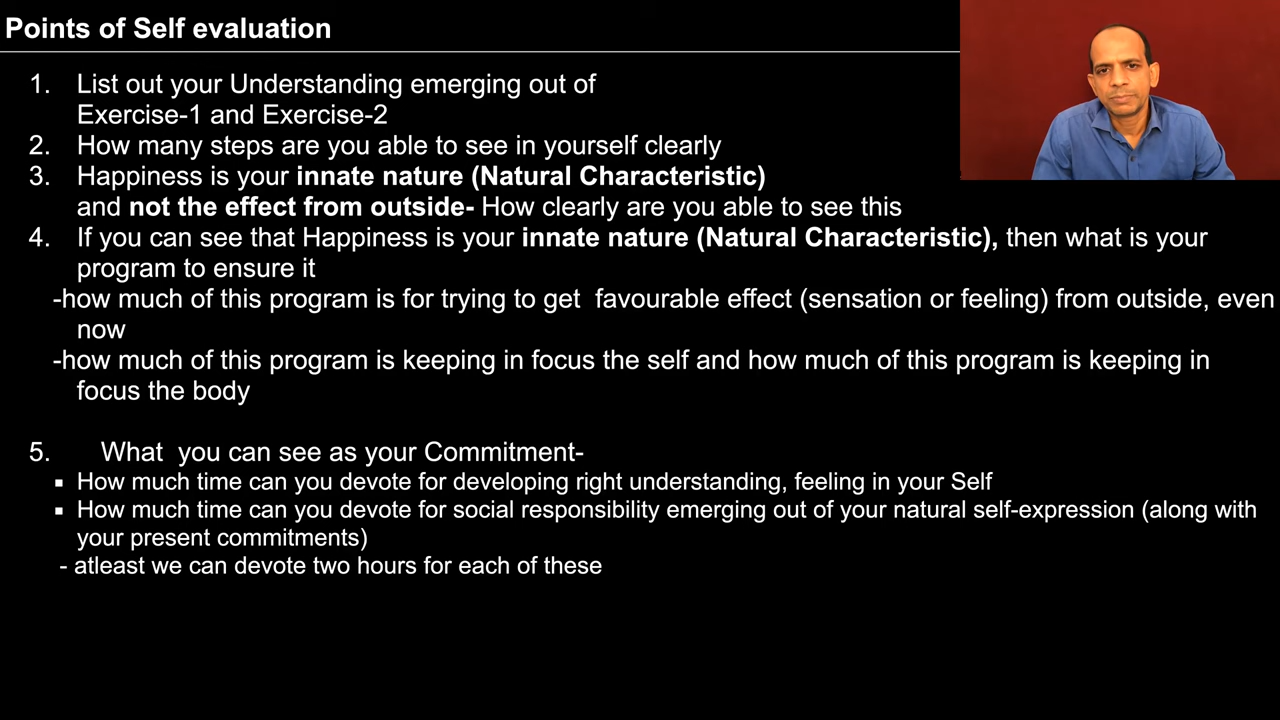 Points of Self evaluation
1. List out your Understanding emerging out of
Exercise-1 and Exercise-2
2. How many steps are you able to see in yourself clearly
3. Happiness is your innate nature (Natural Characteristic)
and not the effect from outside- How clearly are you able to see this
4. If you can see that Happiness is your innate nature (Natural Characteristic), then what is your
program to ensure it
-how much of this program is for trying to get favourable effect (sensation or feeling) from outside, even
now
-how much of this program is keeping in focus the self and how much of this program is keeping in
focus the body
5. What you can see as your Commitment-
▪ How much time can you devote for developing right understanding, feeling in your Self
▪ How much time can you devote for social responsibility emerging out of your natural self-expression (along with
your present commitments)
- atleast we can devote two hours for each of these